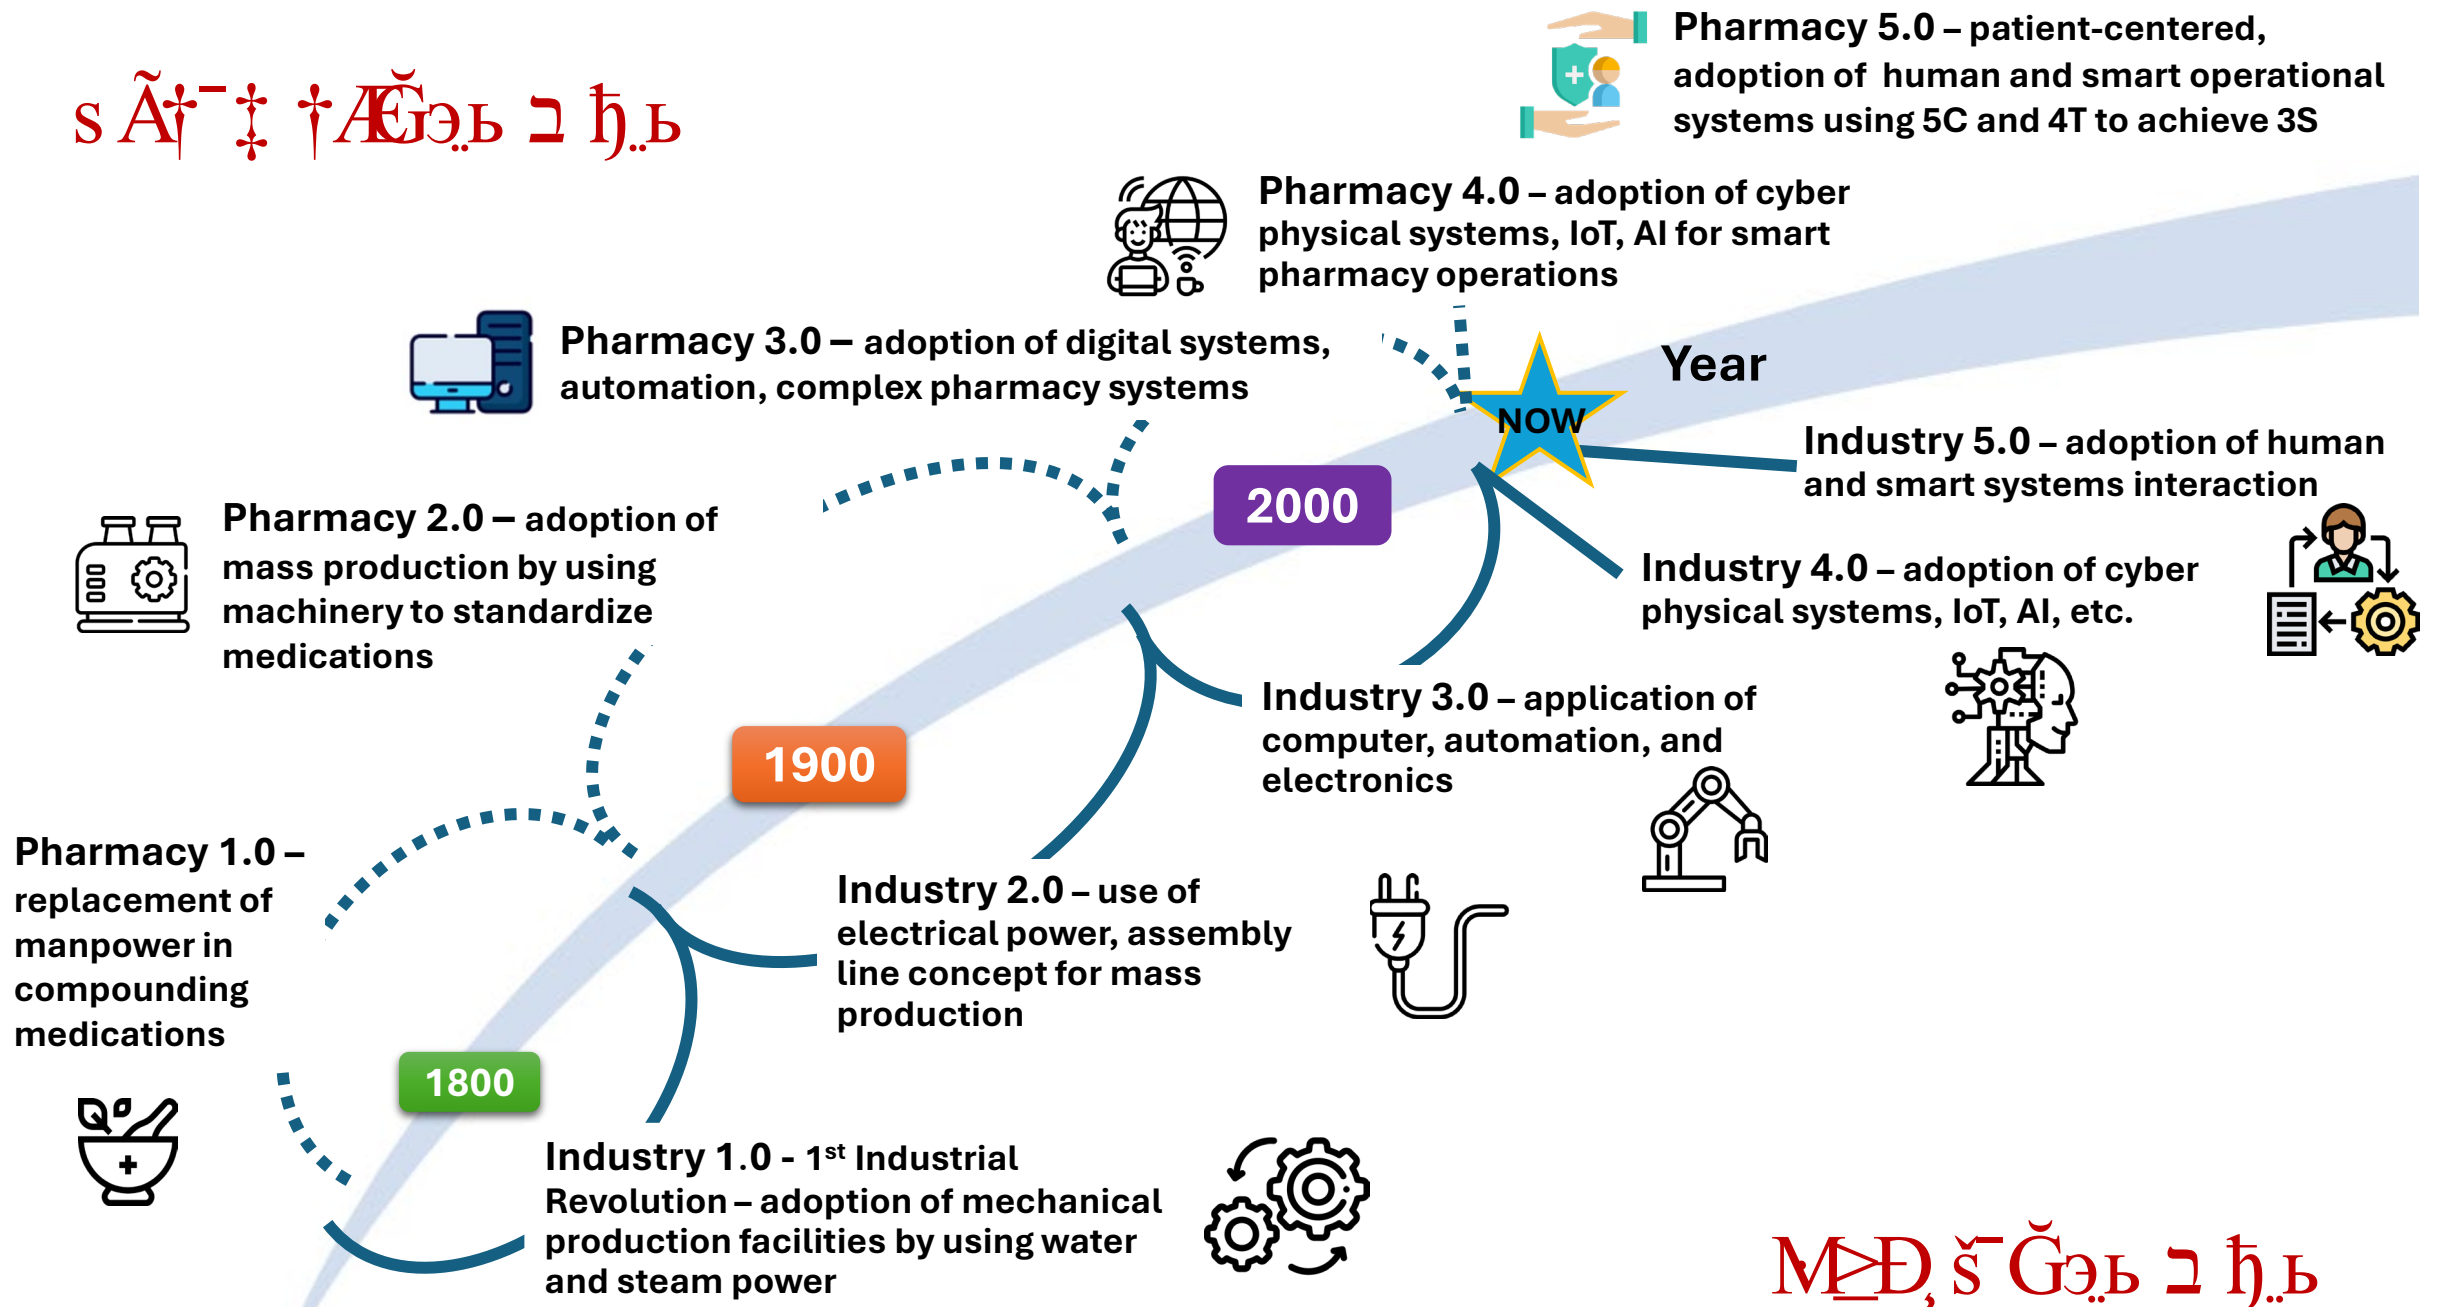 Pharmacy 5.0 – patient-centered,
adoption of human and smart operational
systems using 5C and 4T to achieve 3S
Pharmacy 4.0 – adoption of cyber
physical systems, IoT, AI for smart
pharmacy operations
Pharmacy 3.0 – adoption of digital systems,
automation, complex pharmacy systems
Year
NOW
Industry 5.0 – adoption of human
and smart systems interaction
2000
Pharmacy 2.0 – adoption of
mass production by using
machinery to standardize
medications
Industry 4.0 – adoption of cyber
physical systems, IoT, AI, etc.
Industry 3.0 – application of
computer, automation, and
electronics
1900
Pharmacy 1.0 –
replacement of
manpower in
compounding
medications
Industry 2.0 – use of
electrical power, assembly
line concept for mass
production
1800
Industry 1.0 - 1st Industrial
Revolution – adoption of mechanical
production facilities by using water
and steam power